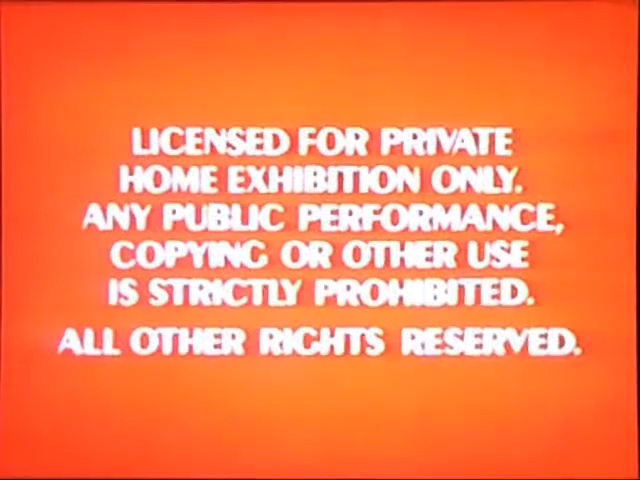 LICENSED FOR PRIVATE
HOME EXHIBITION ONLY.
ANY PUBLIC PERFORMANCE,
COPYING OR OTHER USE
IS STRICTLY PROHIBITED.
ALL OTHER RIGHTS RESERVED.